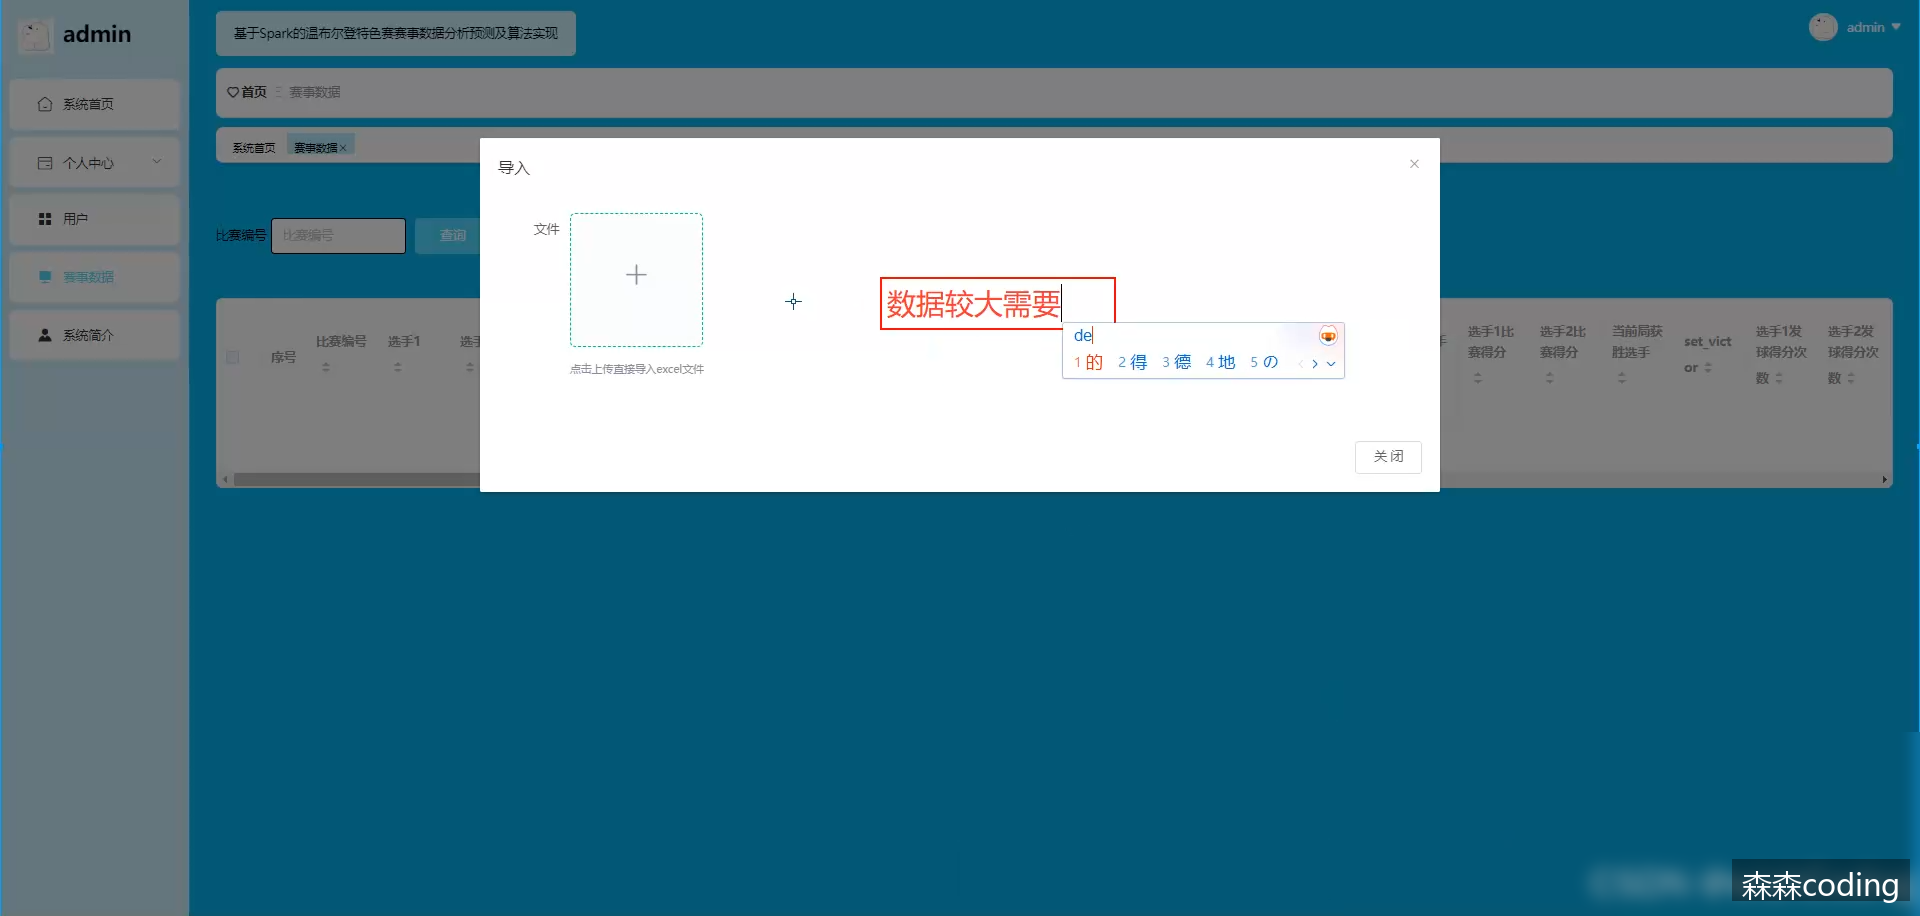 admin
基于Spark的温布尔登特色赛赛事数据分析预测及算法实现
admin
系统首页
个人中心
用户
赛事数据
系统简介
首页 赛事数据
系统首页 赛事数据×
比赛编号 比赛编号 查询
导入
文件
点击上传直接导入excel文件
数据较大需要
de
1 的 2 得 3 德 4 地 5 の
关闭
序号
比赛编号
选手1
选手
选手1比
赛得分
选手2比
赛得分
当前局获
胜选手
set_vict
or
选手1发
球得分次
数
选手2发
球得分次
数
森森coding